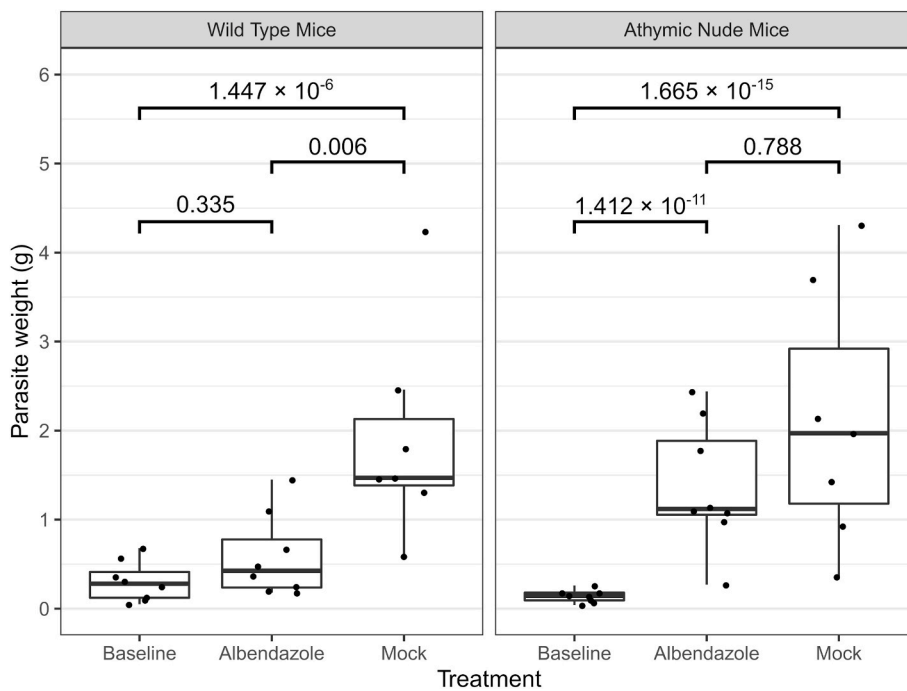 Wild Type Mice
Athymic Nude Mice
Parasite weight (g)
6
5
4
3
2
1
0
1.447 × 10⁻⁶
0.006
0.335
1.665 × 10⁻¹⁵
0.788
1.412 × 10⁻¹¹
Baseline Albendazole Mock
Baseline Albendazole Mock
Treatment